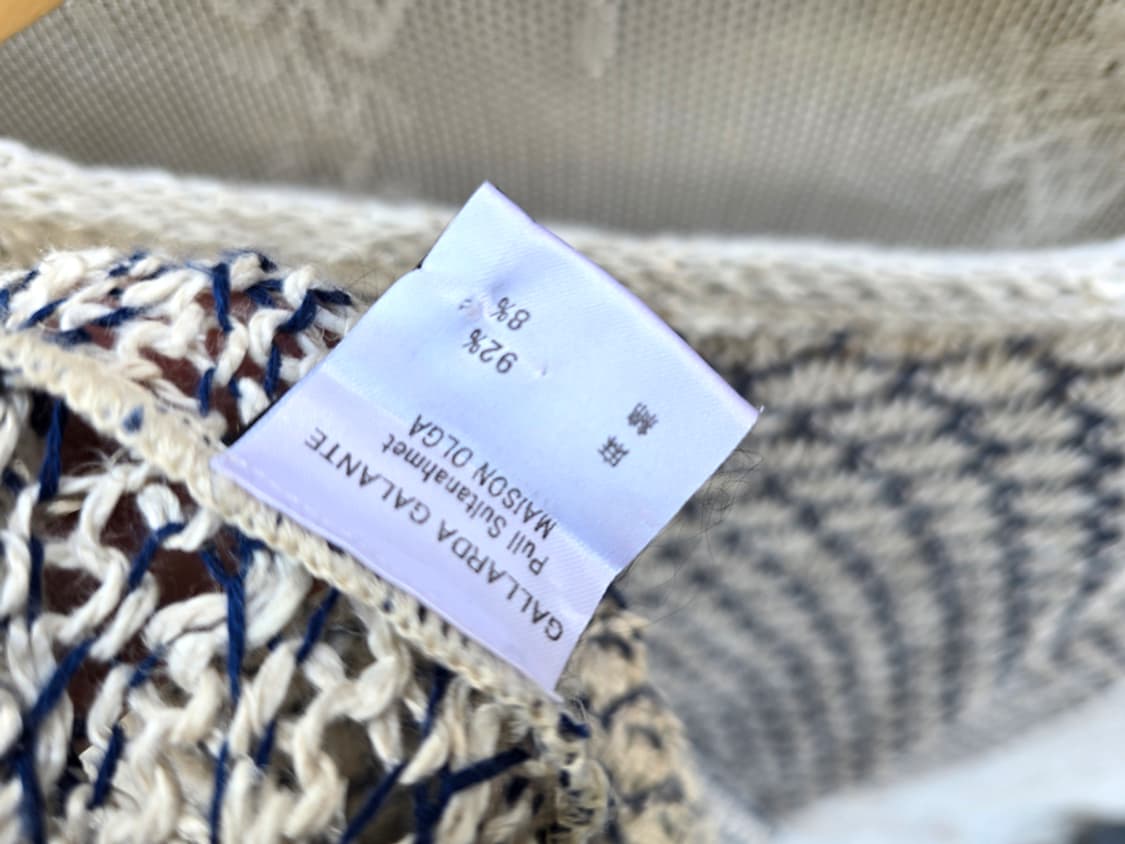 GALLARDA GALANTE
Pull Sultanahmet
MAISON OLGA
麻 92%
綿 8%